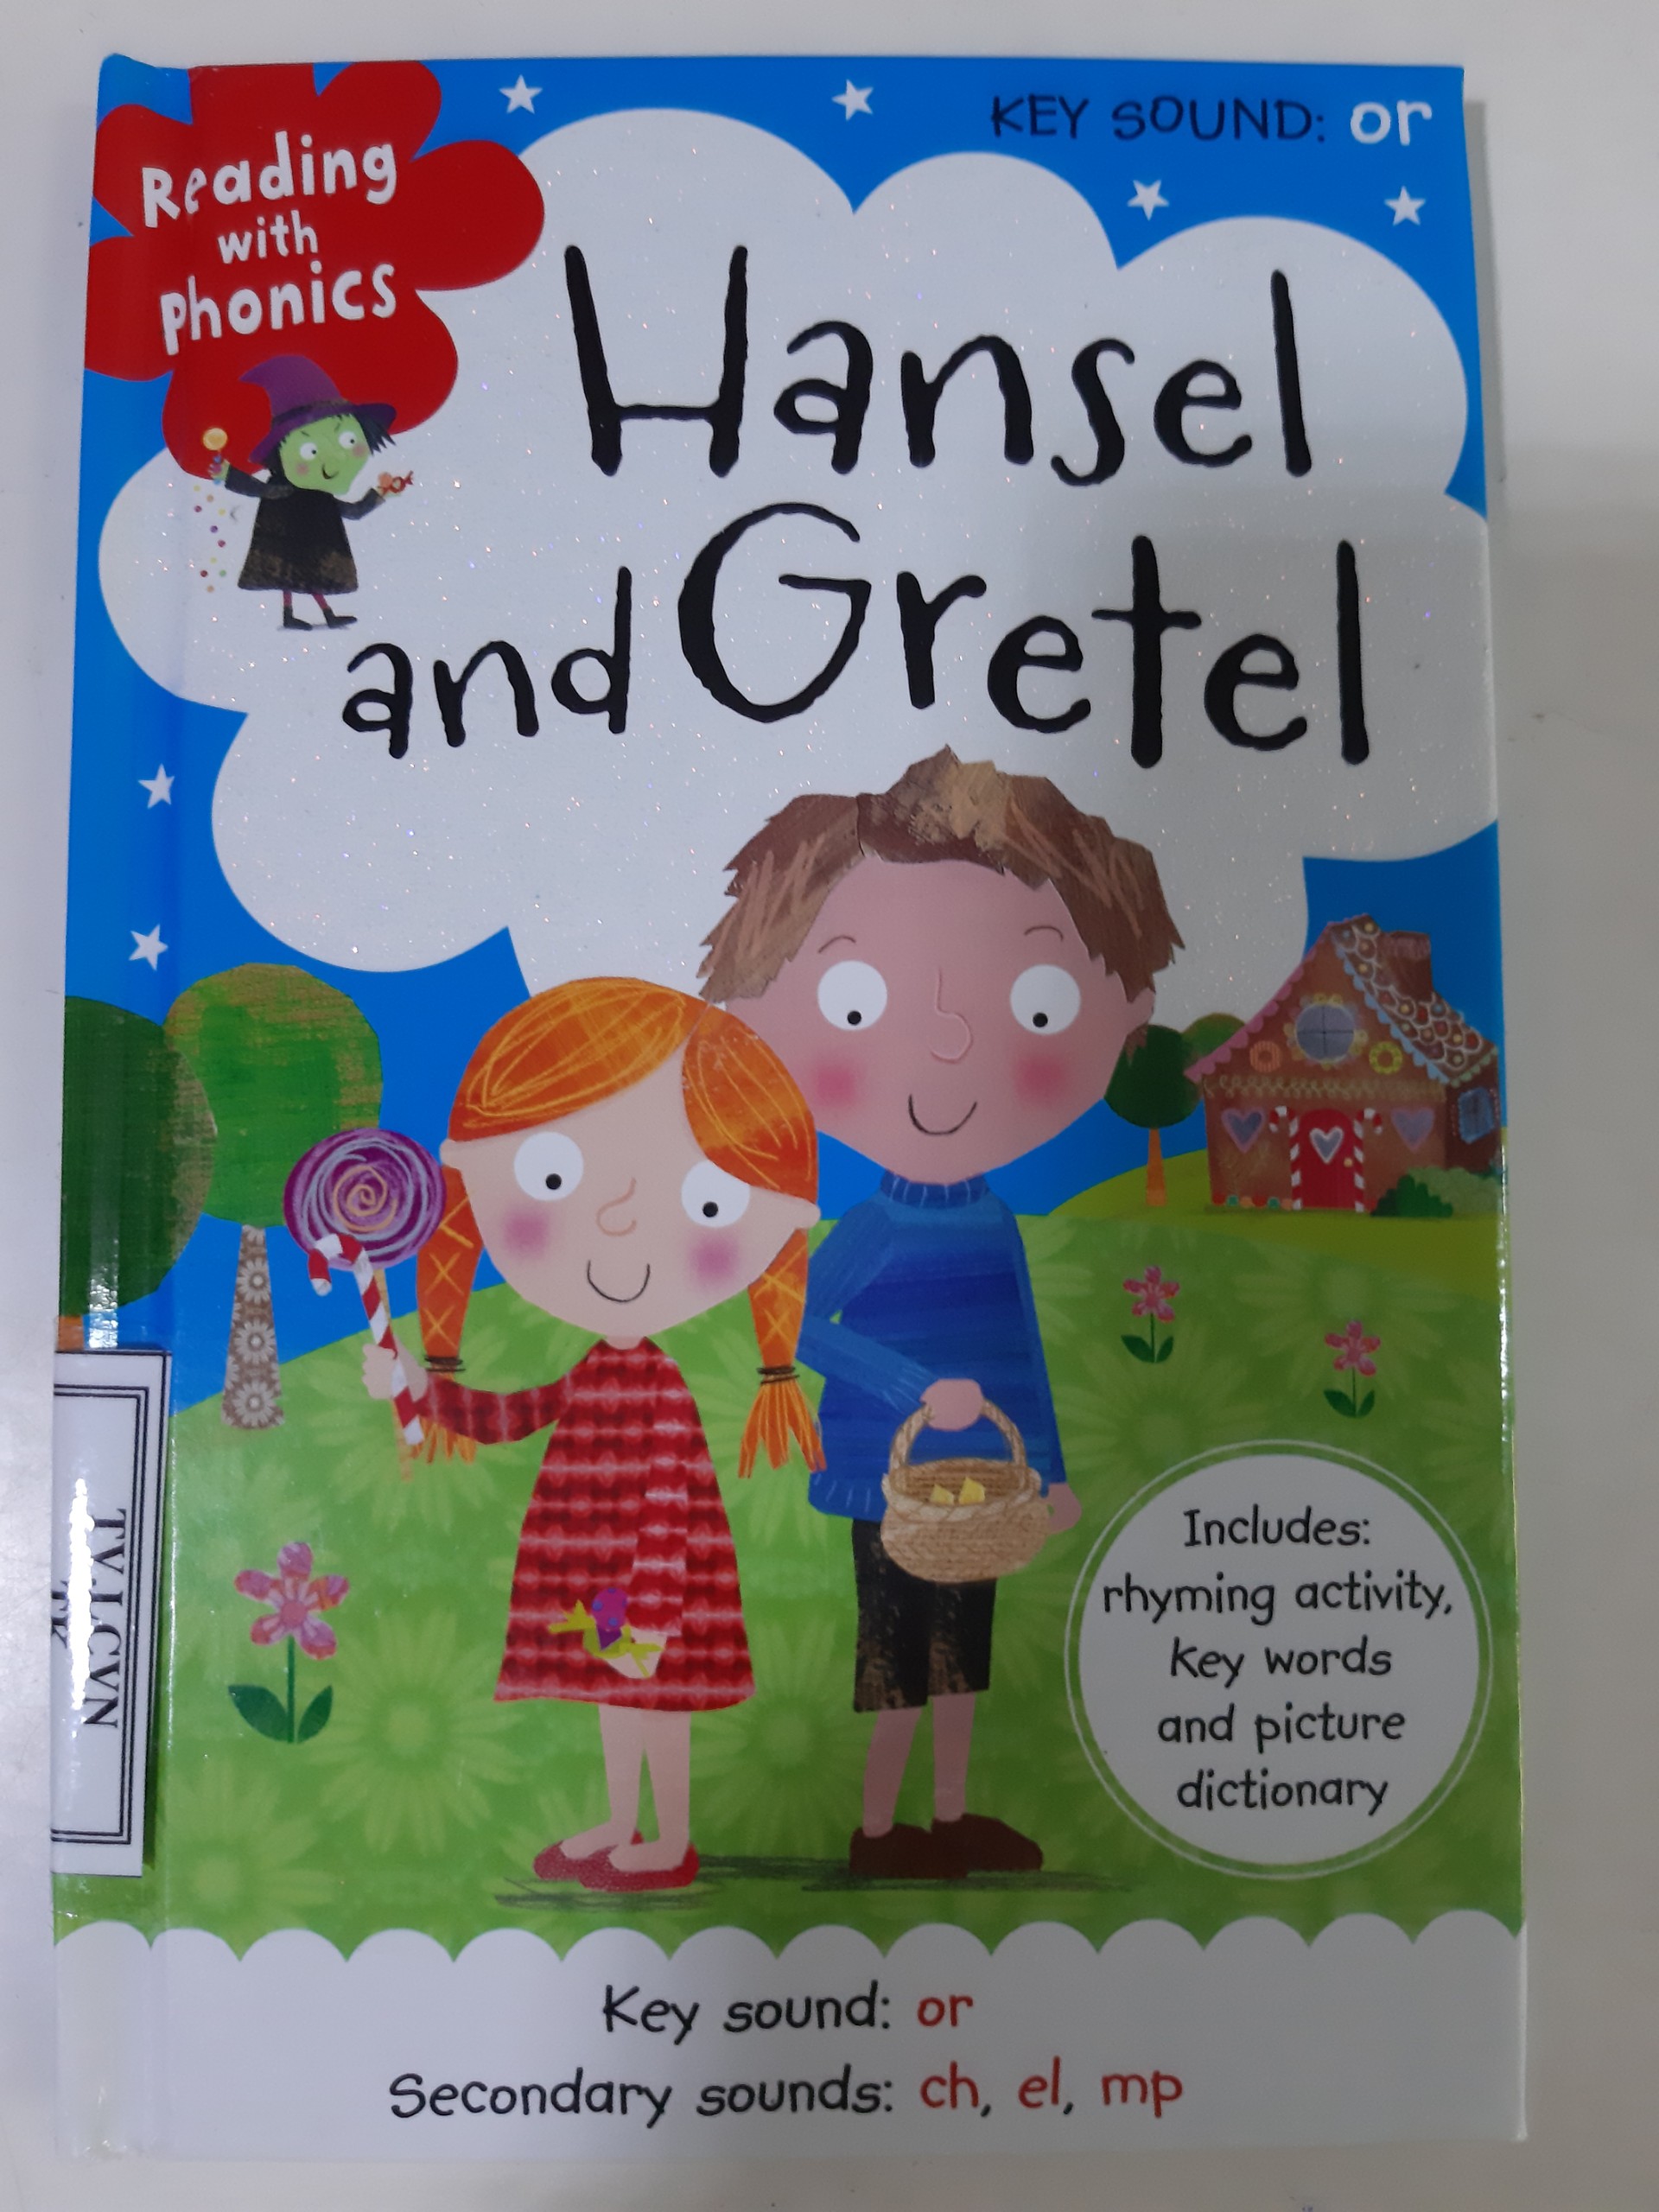 Reading
with
Phonics
KEY SOUND: or
Hansel
and Gretel
Includes:
rhyming activity,
key words
and picture
dictionary
Key sound: or
Secondary sounds: ch, el, mp